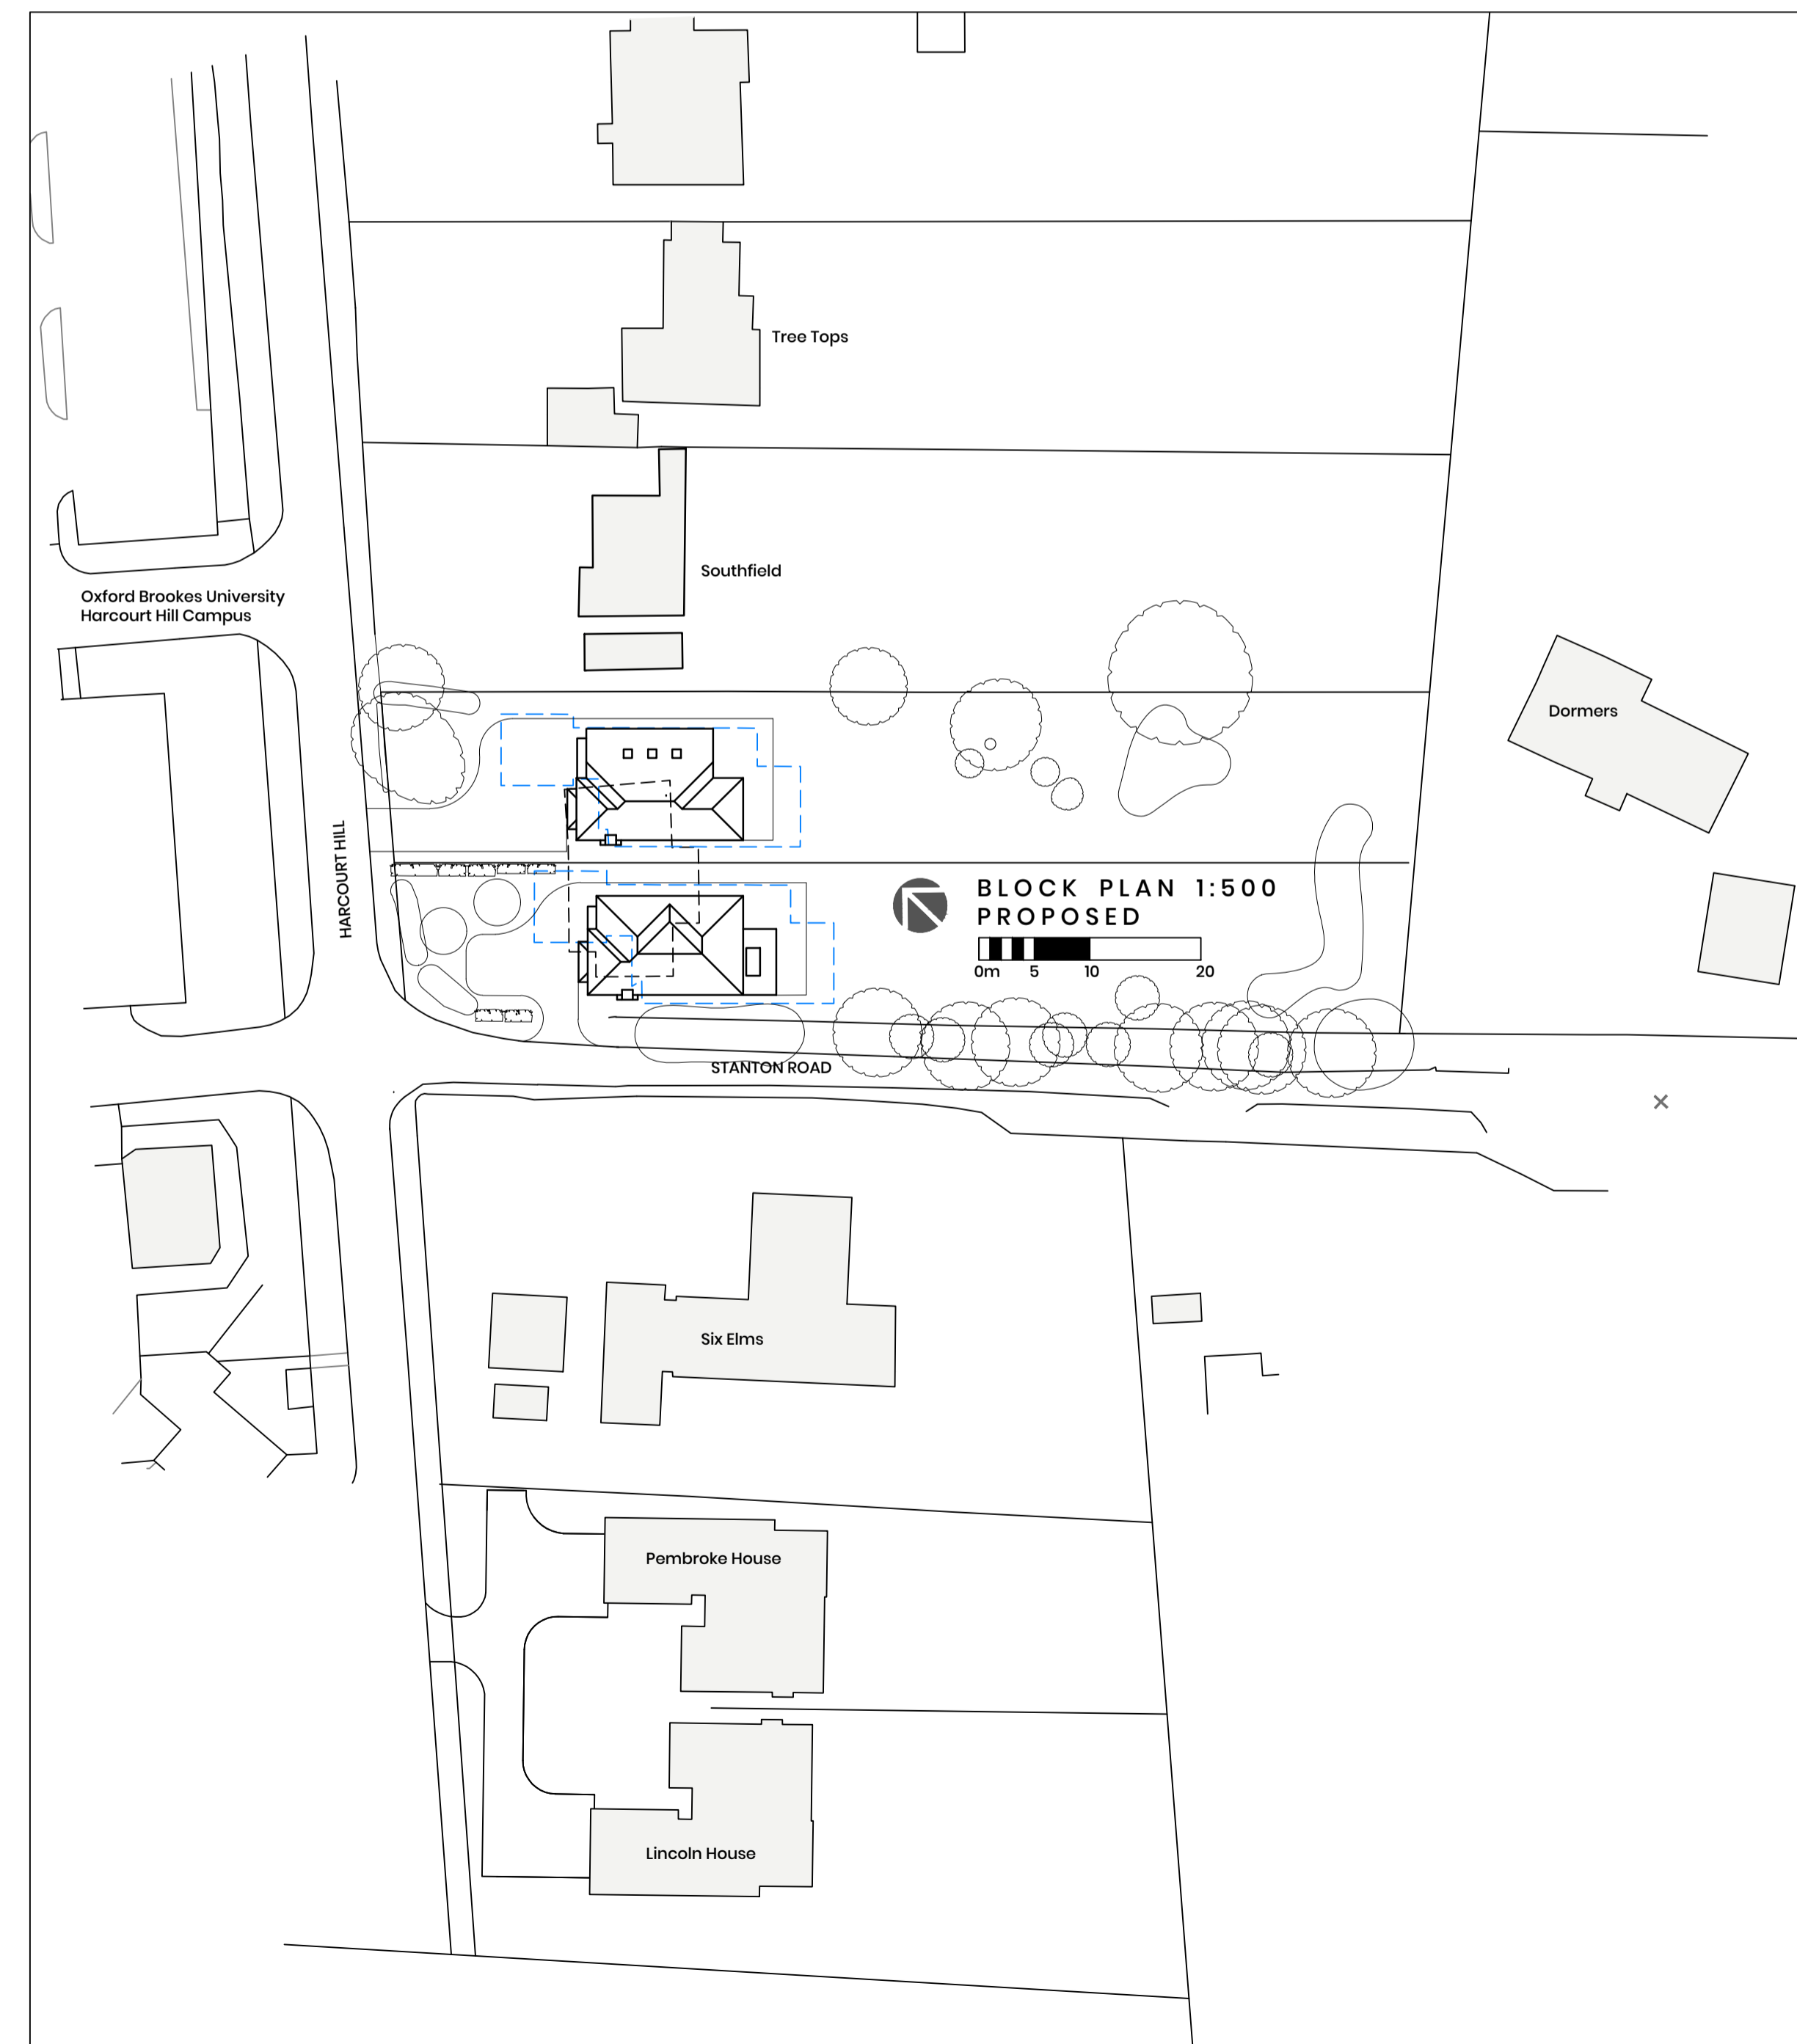 Tree Tops
Southfield
Oxford Brookes University
Harcourt Hill Campus
Dormers
HARCOURT HILL
BLOCK PLAN 1:500
PROPOSED
0m 5 10 20
STANTON ROAD
Six Elms
Pembroke House
Lincoln House